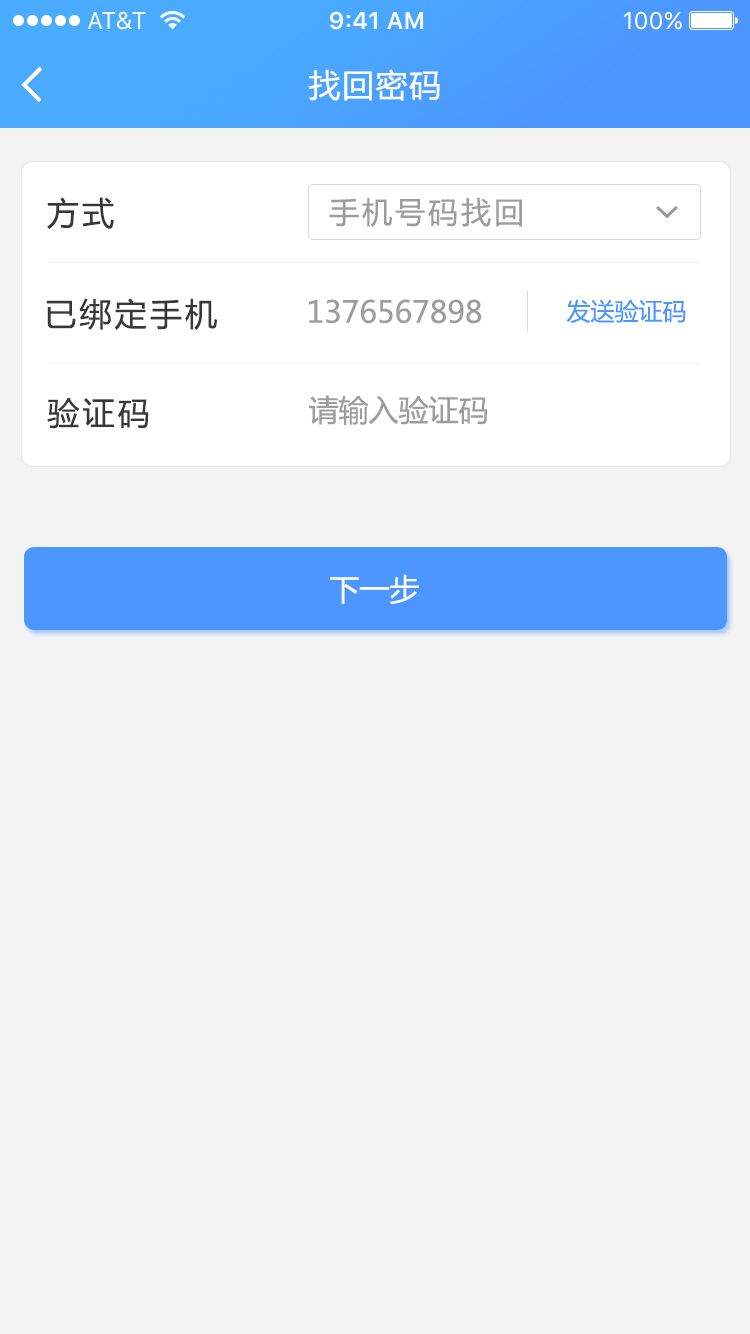 AT&T 9:41 AM 100%
找回密码
方式 手机号码找回
已绑定手机 1376567898 发送验证码
验证码 请输入验证码
下一步